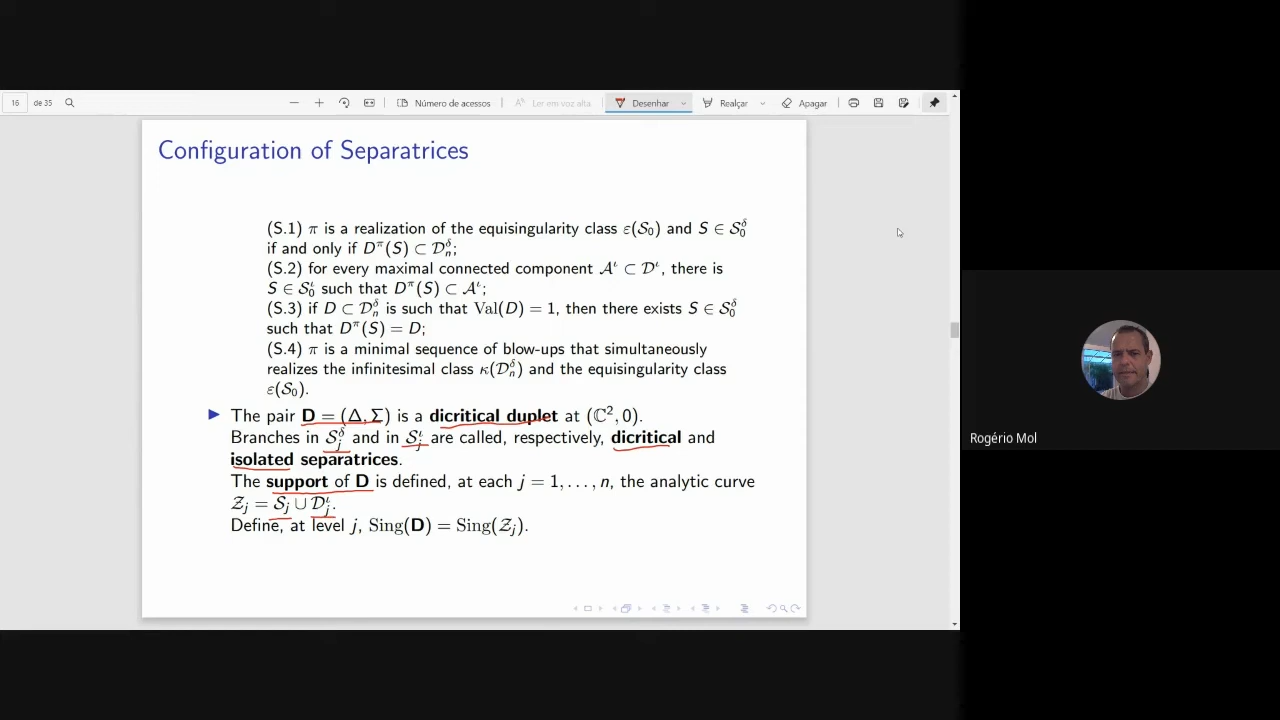 16 de 35 Número de acessos Ler em voz alta Desenhar Realçar Apagar
Configuration of Separatrices
(S.1) π is a realization of the equisingularity class ε(𝒮₀) and S ∈ 𝒮₀^δ
if and only if D^π(S) ⊂ 𝒟ₙ^δ;
(S.2) for every maximal connected component 𝒜^ι ⊂ 𝒟^ι, there is
S ∈ 𝒮₀^ι such that D^π(S) ⊂ 𝒜^ι;
(S.3) if D ⊂ 𝒟ₙ^δ is such that Val(D) = 1, then there exists S ∈ 𝒮₀^δ
such that D^π(S) = D;
(S.4) π is a minimal sequence of blow-ups that simultaneously
realizes the infinitesimal class κ(𝒟ₙ^δ) and the equisingularity class
ε(𝒮₀).
▶ The pair D = (Δ, Σ) is a dicritical duplet at (ℂ², 0).
Branches in 𝒮ⱼ^δ and in 𝒮ⱼ^ι are called, respectively, dicritical and
isolated separatrices.
The support of D is defined, at each j = 1, . . . , n, the analytic curve
𝒵ⱼ = 𝒮ⱼ ∪ 𝒟ⱼ^ι.
Define, at level j, Sing(D) = Sing(𝒵ⱼ).
Rogério Mol